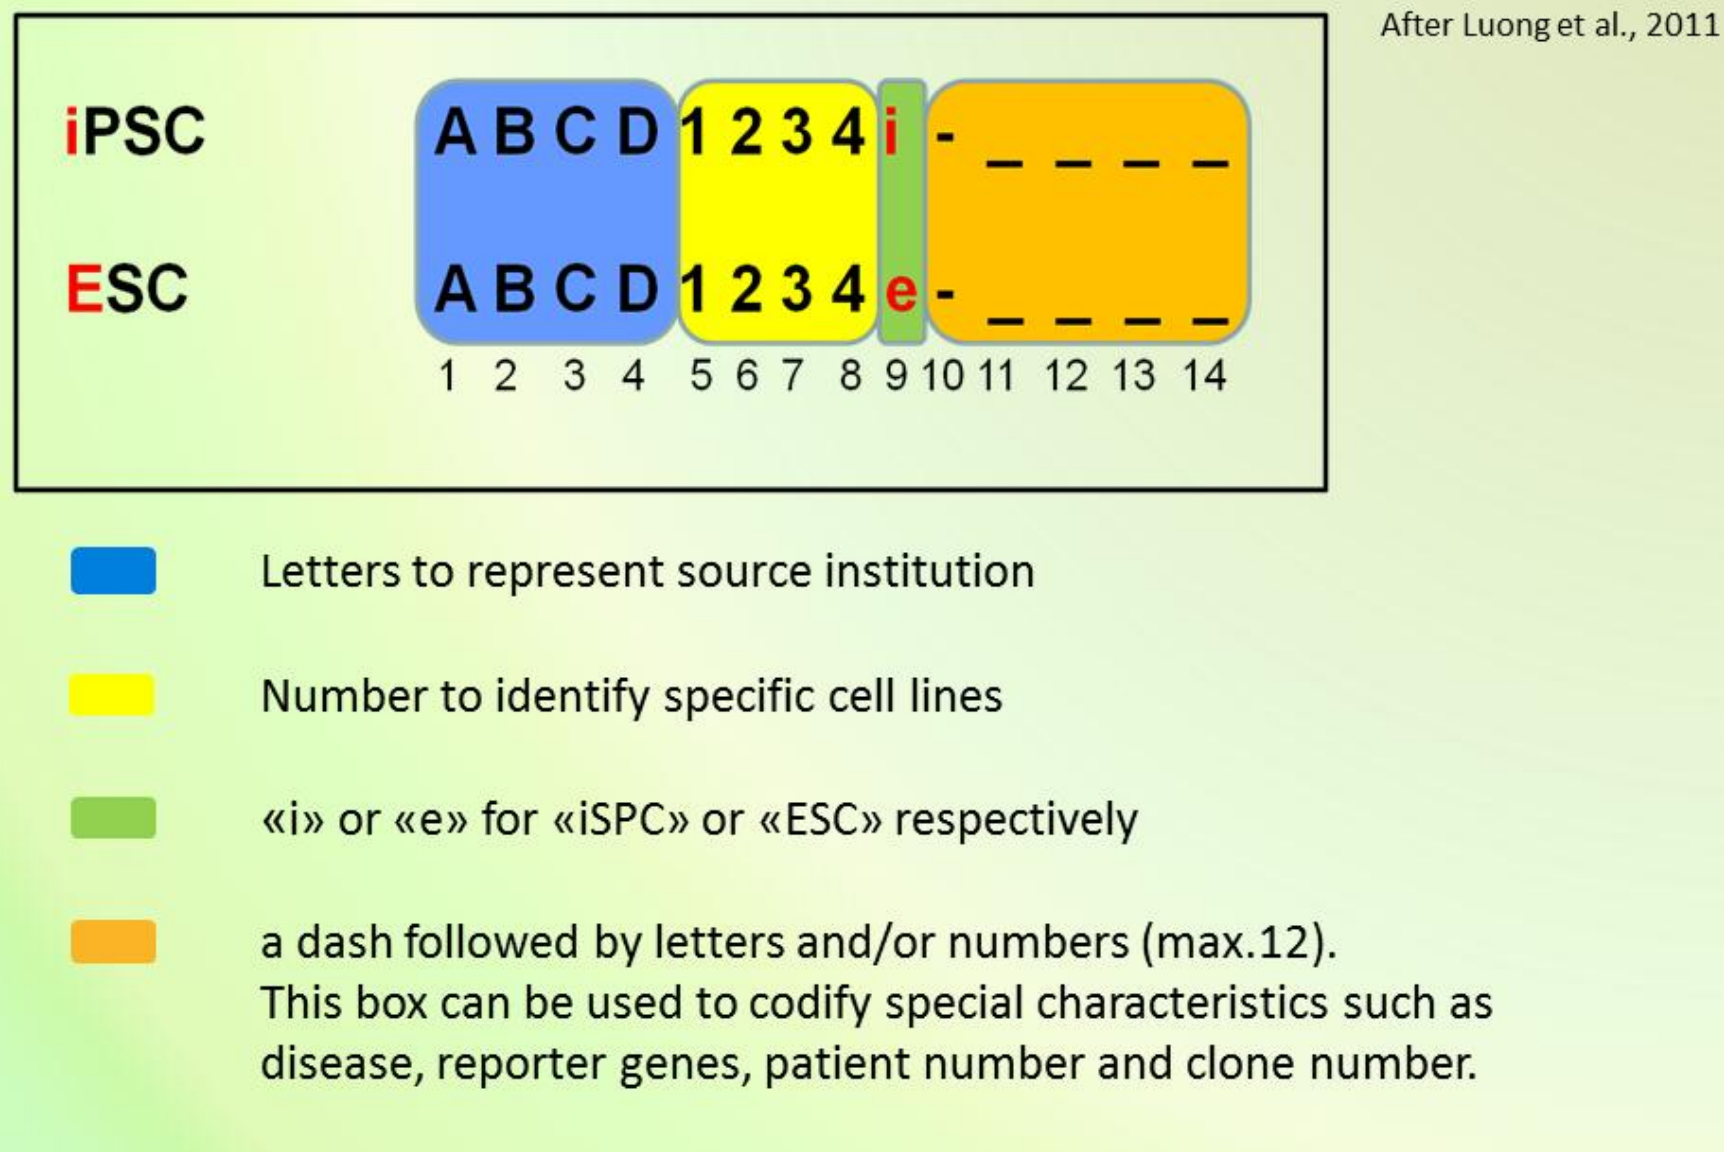 After Luong et al., 2011
iPSC A B C D 1 2 3 4 i - _ _ _ _
ESC A B C D 1 2 3 4 e - _ _ _ _
1 2 3 4 5 6 7 8 9 10 11 12 13 14
Letters to represent source institution
Number to identify specific cell lines
«i» or «e» for «iSPC» or «ESC» respectively
a dash followed by letters and/or numbers (max.12).
This box can be used to codify special characteristics such as
disease, reporter genes, patient number and clone number.